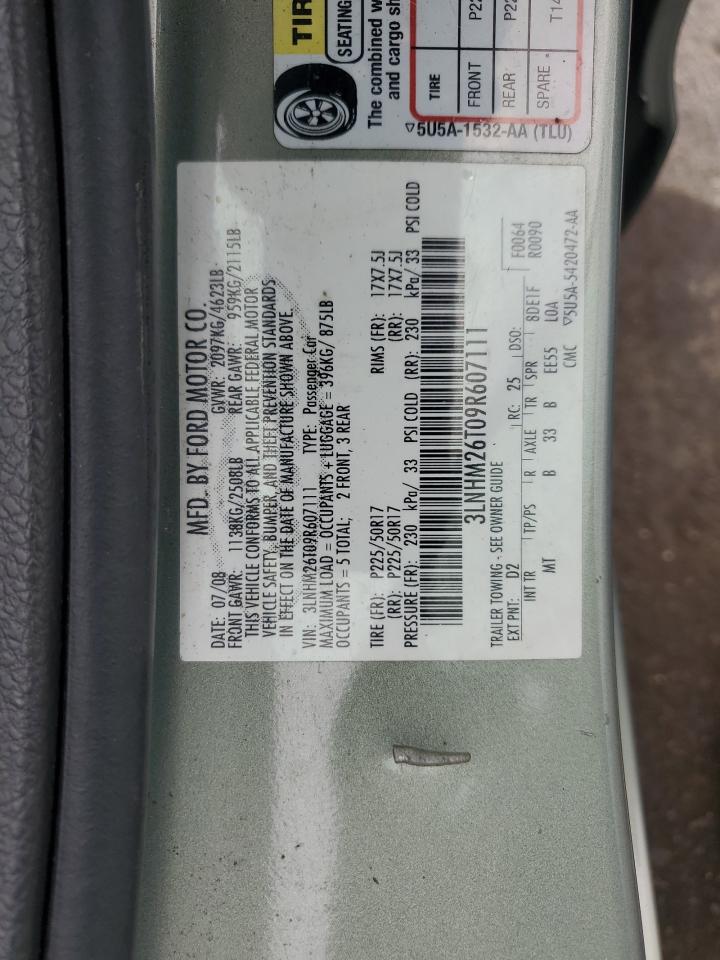 TIR
SEATING
The combined w
and cargo sh
TIRE
FRONT P22
REAR P2
SPARE T14
5U5A-1532-AA (TLU)
MFD. BY FORD MOTOR CO.
DATE: 07/08 GVWR: 2097KG/4623LB
FRONT GAWR: 1138KG/2508LB REAR GAWR: 959KG/2115LB
THIS VEHICLE CONFORMS TO ALL APPLICABLE FEDERAL MOTOR
VEHICLE SAFETY, BUMPER, AND THEFT PREVENTION STANDARDS
IN EFFECT ON THE DATE OF MANUFACTURE SHOWN ABOVE.
VIN: 3LNHM26T09R607111 TYPE: Passenger Car
MAXIMUM LOAD = OCCUPANTS + LUGGAGE = 396KG/ 875LB
OCCUPANTS = 5 TOTAL; 2 FRONT, 3 REAR
TIRE (FR): P225/50R17 RIMS (FR): 17X7.5J
(RR): P225/50R17 (RR): 17X7.5J
PRESSURE (FR): 230 kPa/ 33 PSI COLD (RR): 230 kPa/ 33 PSI COLD
3LNHM26T09R607111
TRAILER TOWING - SEE OWNER GUIDE F0064
EXT PNT: D2 RC: 25 DSO: R0090
INT TR TP/PS R AXLE TR SPR 8DE1F
MT B 33 B EE55 LOA
CMC 5U5A-5420472-AA